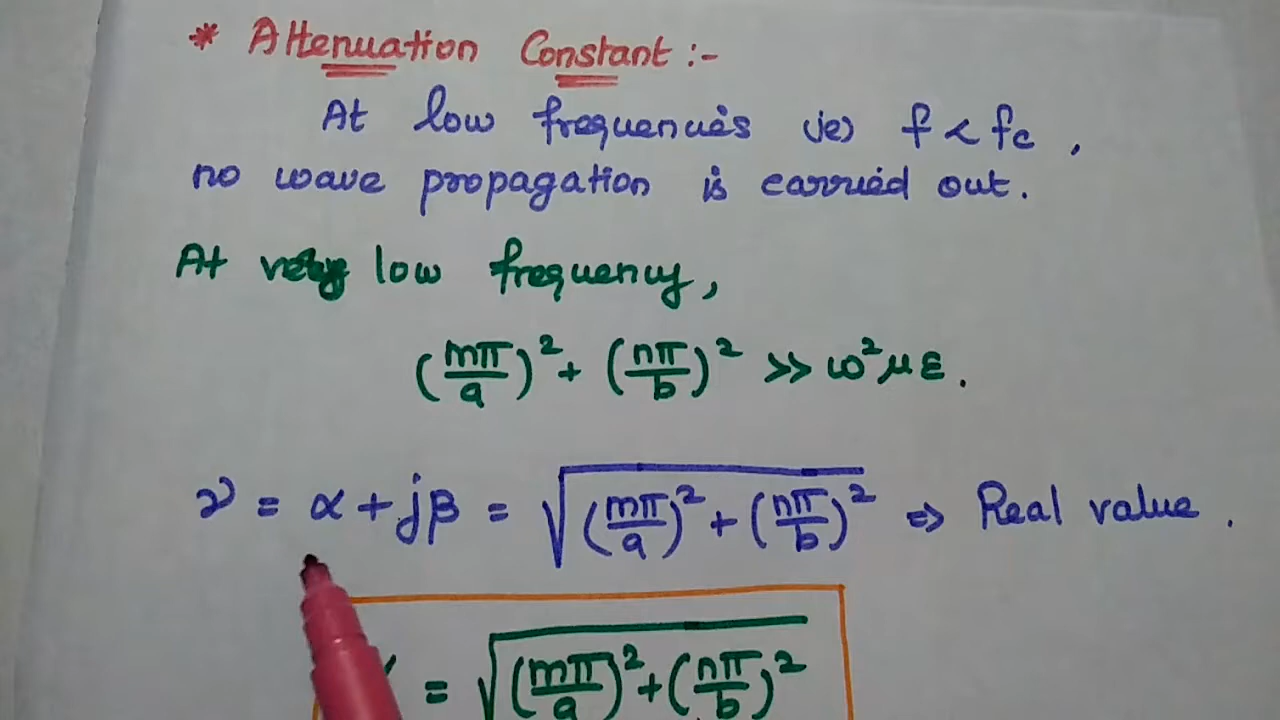 * Attenuation Constant :-
At low frequencies (ie) f < fc ,
no wave propagation is carried out.
At very low frequency,
(mπ/a)² + (nπ/b)² >> ω²με.
γ = α + jβ = √((mπ/a)² + (nπ/b)²) ⇒ Real value .
= √((mπ/a)² + (nπ/b)²)